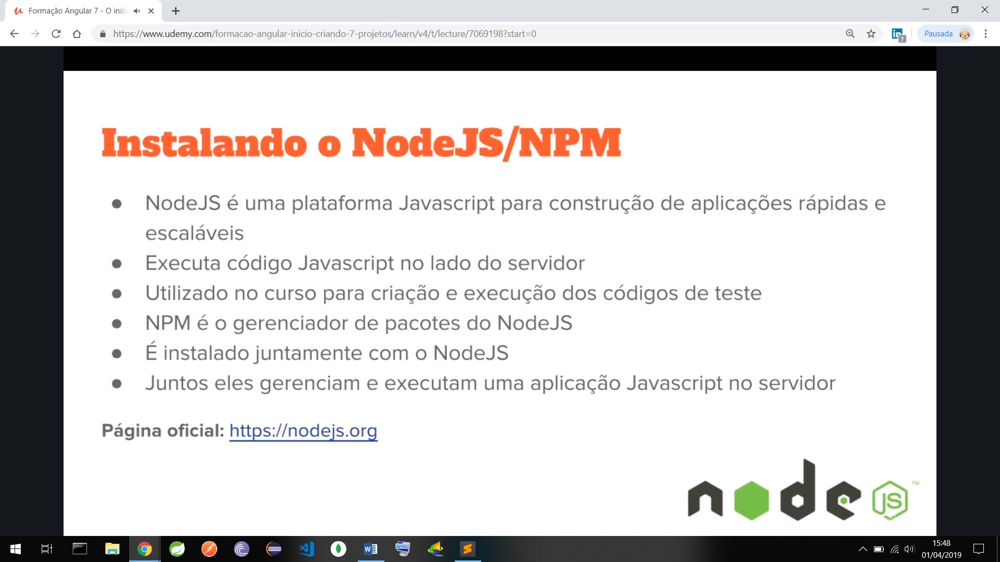 Formação Angular 7 - O iníc
https://www.udemy.com/formacao-angular-inicio-criando-7-projetos/learn/v4/t/lecture/7069198?start=0
in
?
Pausada
Instalando o NodeJS/NPM
● NodeJS é uma plataforma Javascript para construção de aplicações rápidas e
escaláveis
● Executa código Javascript no lado do servidor
● Utilizado no curso para criação e execução dos códigos de teste
● NPM é o gerenciador de pacotes do NodeJS
● É instalado juntamente com o NodeJS
● Juntos eles gerenciam e executam uma aplicação Javascript no servidor
Página oficial: https://nodejs.org
node JS ™
15:48
01/04/2019